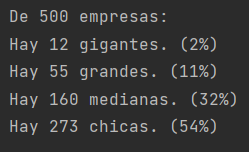 De 500 empresas:
Hay 12 gigantes. (2%)
Hay 55 grandes. (11%)
Hay 160 medianas. (32%)
Hay 273 chicas. (54%)